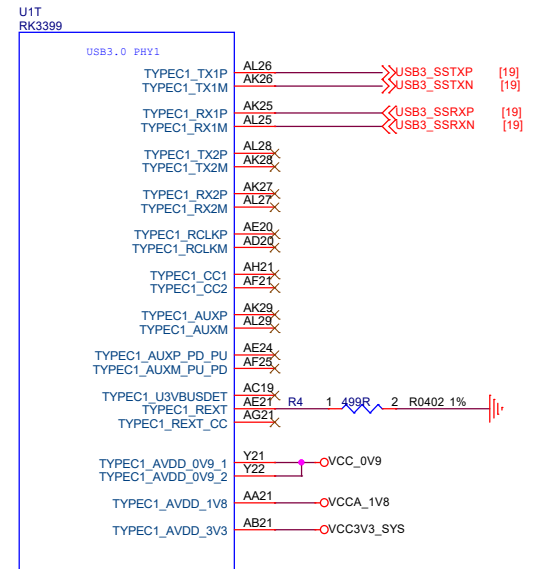 U1T
RK3399
USB3.0 PHY1
TYPEC1_TX1P AL26 USB3_SSTXP [19]
TYPEC1_TX1M AK26 USB3_SSTXN [19]
TYPEC1_RX1P AK25 USB3_SSRXP [19]
TYPEC1_RX1M AL25 USB3_SSRXN [19]
TYPEC1_TX2P AL28
TYPEC1_TX2M AK28
TYPEC1_RX2P AK27
TYPEC1_RX2M AL27
TYPEC1_RCLKP AE20
TYPEC1_RCLKM AD20
TYPEC1_CC1 AH21
TYPEC1_CC2 AF21
TYPEC1_AUXP AK29
TYPEC1_AUXM AL29
TYPEC1_AUXP_PD_PU AE24
TYPEC1_AUXM_PU_PD AF25
TYPEC1_U3VBUSDET AC19
TYPEC1_REXT AE21 R4 1 499R 2 R0402 1%
TYPEC1_REXT_CC AG21
TYPEC1_AVDD_0V9_1 Y21 VCC_0V9
TYPEC1_AVDD_0V9_2 Y22
TYPEC1_AVDD_1V8 AA21 VCCA_1V8
TYPEC1_AVDD_3V3 AB21 VCC3V3_SYS